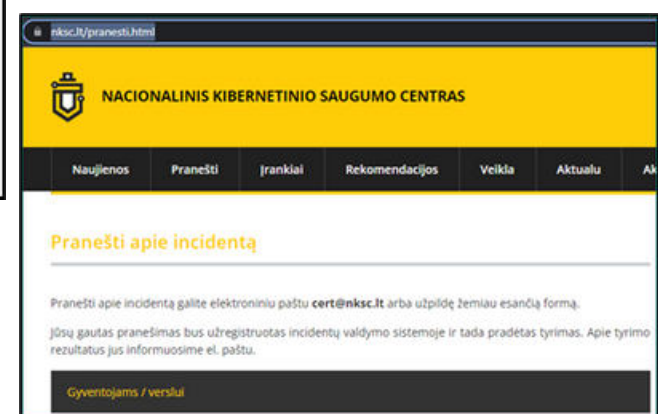 nksc.lt/pranesti.html
NACIONALINIS KIBERNETINIO SAUGUMO CENTRAS
Naujienos Pranešti Įrankiai Rekomendacijos Veikla Aktualu Ak
Pranešti apie incidentą
Pranešti apie incidentą galite elektroniniu paštu cert@nksc.lt arba užpildę žemiau esančią formą.
Jūsų gautas pranešimas bus užregistruotas incidentų valdymo sistemoje ir tada pradėtas tyrimas. Apie tyrimo
rezultatus jus informuosime el. paštu.
Gyventojams / verslui